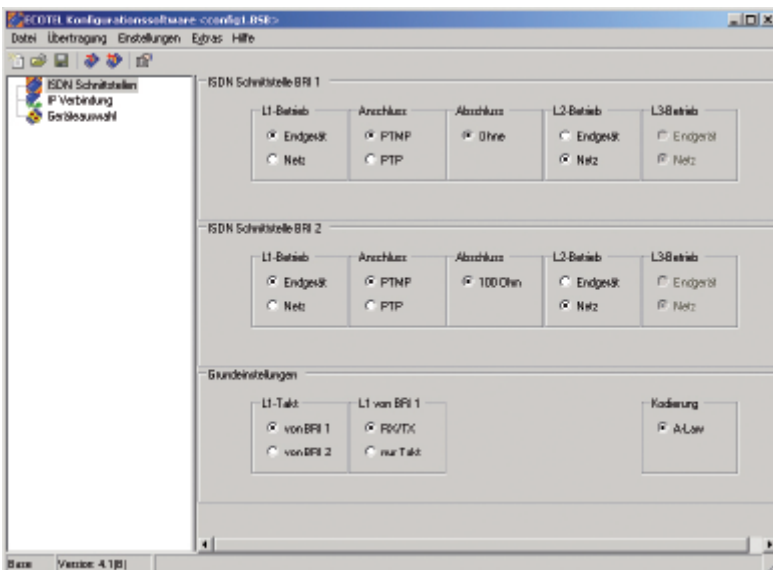 ECOTEL Konfigurationssoftware <config1.BSB>
Datei Übertragung Einstellungen Extras Hilfe
ISDN Schnittstellen
IP Verbindung
Geräteauswahl
ISDN Schnittstelle BRI 1
L1-Betrieb Anschluss Abschluss L2-Betrieb L3-Betrieb
Endgerät PTMP Ohne Endgerät Endgerät
Netz PTP Netz Netz
ISDN Schnittstelle BRI 2
L1-Betrieb Anschluss Abschluss L2-Betrieb L3-Betrieb
Endgerät PTMP 100 Ohm Endgerät Endgerät
Netz PTP Netz Netz
Grundeinstellungen
L1-Takt L1 von BRI 1 Kodierung
von BRI 1 RX/TX A-Law
von BRI 2 nur Takt
Base Version: 4.1(B)